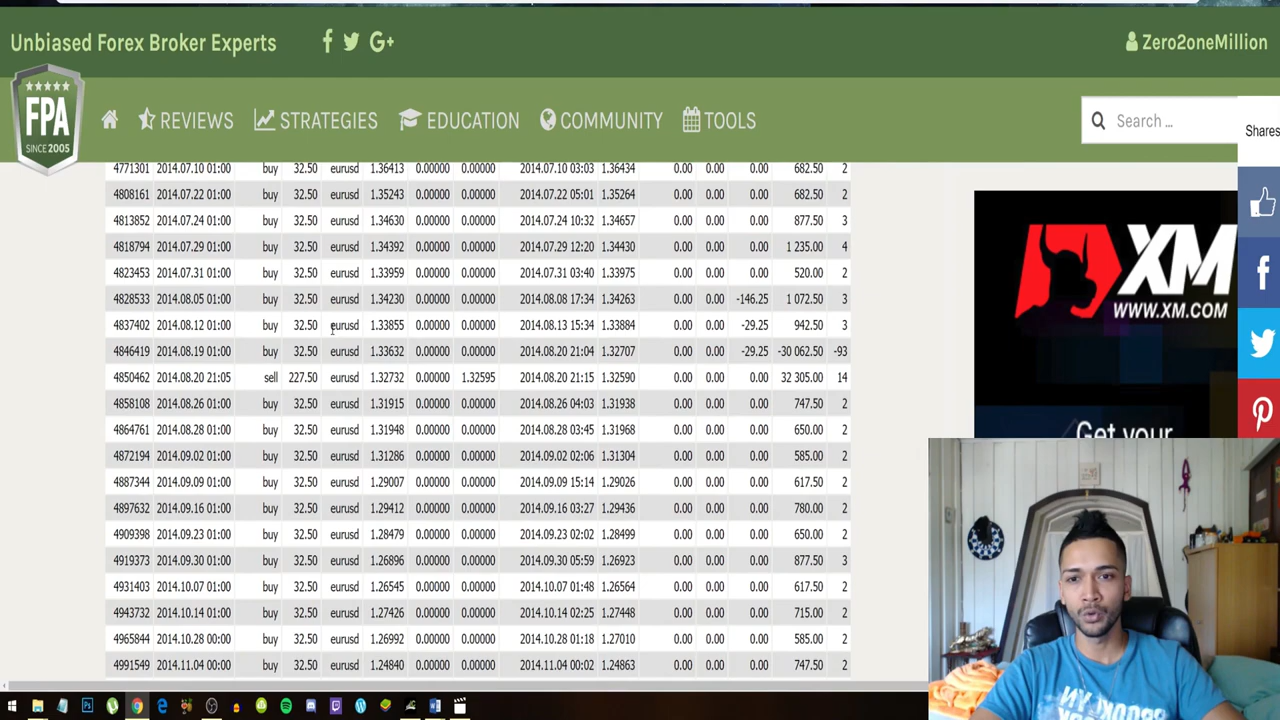 Unbiased Forex Broker Experts f G+ Zero2oneMillion
FPA SINCE 2005 REVIEWS STRATEGIES EDUCATION COMMUNITY TOOLS Search ...
Shares
4771301 2014.07.10 01:00 buy 32.50 eurusd 1.36413 0.00000 0.00000 2014.07.10 03:03 1.36434 0.00 0.00 0.00 682.50 2
4808161 2014.07.22 01:00 buy 32.50 eurusd 1.35243 0.00000 0.00000 2014.07.22 05:01 1.35264 0.00 0.00 0.00 682.50 2
4813852 2014.07.24 01:00 buy 32.50 eurusd 1.34630 0.00000 0.00000 2014.07.24 10:32 1.34657 0.00 0.00 0.00 877.50 3
4818794 2014.07.29 01:00 buy 32.50 eurusd 1.34392 0.00000 0.00000 2014.07.29 12:20 1.34430 0.00 0.00 0.00 1 235.00 4
4823453 2014.07.31 01:00 buy 32.50 eurusd 1.33959 0.00000 0.00000 2014.07.31 03:40 1.33975 0.00 0.00 0.00 520.00 2
4828533 2014.08.05 01:00 buy 32.50 eurusd 1.34230 0.00000 0.00000 2014.08.08 17:34 1.34263 0.00 0.00 -146.25 1 072.50 3
4837402 2014.08.12 01:00 buy 32.50 eurusd 1.33855 0.00000 0.00000 2014.08.13 15:34 1.33884 0.00 0.00 -29.25 942.50 3
4846419 2014.08.19 01:00 buy 32.50 eurusd 1.33632 0.00000 0.00000 2014.08.20 21:04 1.32707 0.00 0.00 -29.25 -30 062.50 -93
4850462 2014.08.20 21:05 sell 227.50 eurusd 1.32732 0.00000 1.32595 2014.08.20 21:15 1.32590 0.00 0.00 0.00 32 305.00 14
4858108 2014.08.26 01:00 buy 32.50 eurusd 1.31915 0.00000 0.00000 2014.08.26 04:03 1.31938 0.00 0.00 0.00 747.50 2
4864761 2014.08.28 01:00 buy 32.50 eurusd 1.31948 0.00000 0.00000 2014.08.28 03:45 1.31968 0.00 0.00 0.00 650.00 2
4872194 2014.09.02 01:00 buy 32.50 eurusd 1.31286 0.00000 0.00000 2014.09.02 02:06 1.31304 0.00 0.00 0.00 585.00 2
4887344 2014.09.09 01:00 buy 32.50 eurusd 1.29007 0.00000 0.00000 2014.09.09 15:14 1.29026 0.00 0.00 0.00 617.50 2
4897632 2014.09.16 01:00 buy 32.50 eurusd 1.29412 0.00000 0.00000 2014.09.16 03:27 1.29436 0.00 0.00 0.00 780.00 2
4909398 2014.09.23 01:00 buy 32.50 eurusd 1.28479 0.00000 0.00000 2014.09.23 02:02 1.28499 0.00 0.00 0.00 650.00 2
4919373 2014.09.30 01:00 buy 32.50 eurusd 1.26896 0.00000 0.00000 2014.09.30 05:59 1.26923 0.00 0.00 0.00 877.50 3
4931403 2014.10.07 01:00 buy 32.50 eurusd 1.26545 0.00000 0.00000 2014.10.07 01:48 1.26564 0.00 0.00 0.00 617.50 2
4943732 2014.10.14 01:00 buy 32.50 eurusd 1.27426 0.00000 0.00000 2014.10.14 02:25 1.27448 0.00 0.00 0.00 715.00 2
4965844 2014.10.28 00:00 buy 32.50 eurusd 1.26992 0.00000 0.00000 2014.10.28 01:18 1.27010 0.00 0.00 0.00 585.00 2
4991549 2014.11.04 00:00 buy 32.50 eurusd 1.24840 0.00000 0.00000 2014.11.04 00:02 1.24863 0.00 0.00 0.00 747.50 2
XM
WWW.XM.COM
Get your